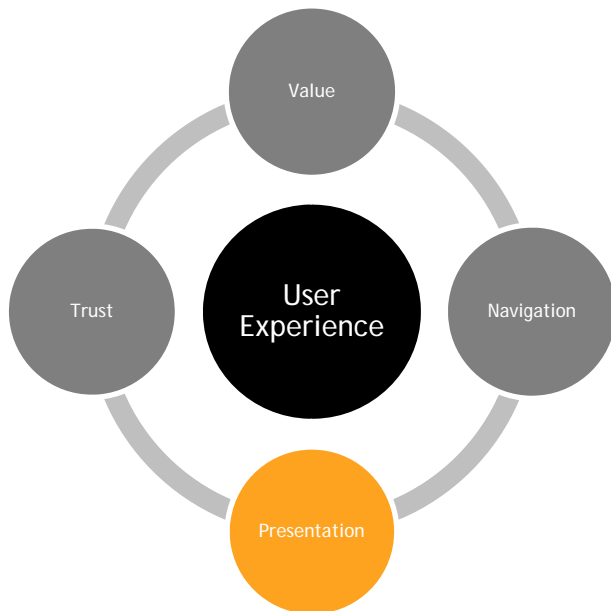 Value
Trust
User
Experience
Navigation
Presentation